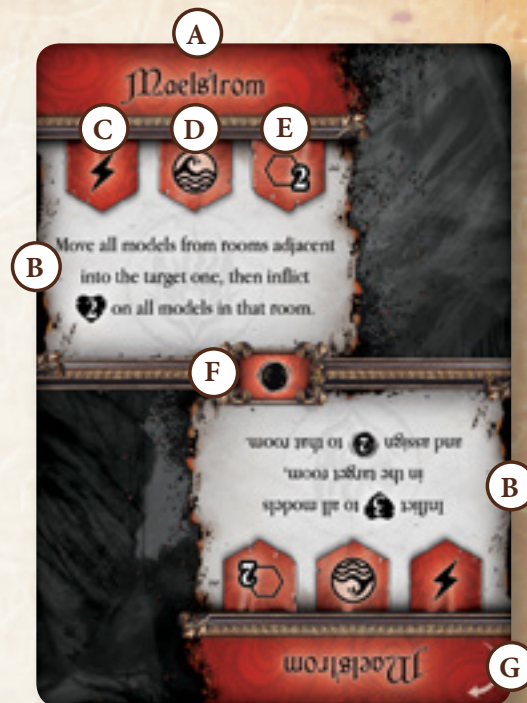 A
Maelstrom
C D E
2
Move all models from rooms adjacent
B
into the target one, then inflict
2 on all models in that room.
F
Inflict 3 to all models
in the target room,
and assign 2 to that room.
B
2
Maelstrom
G